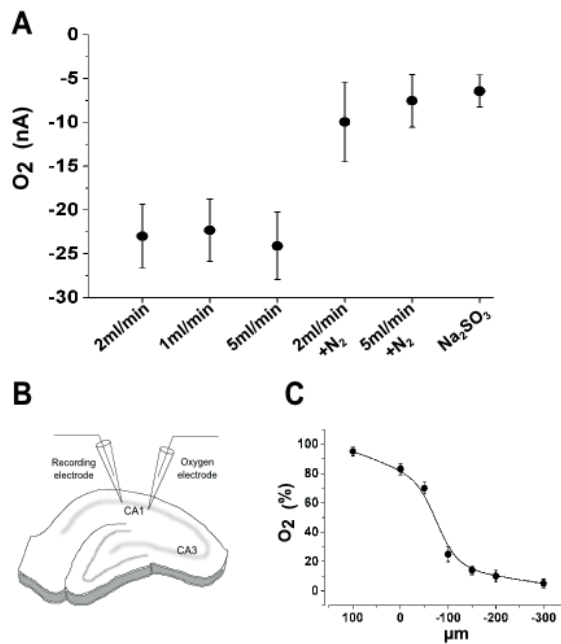 A
0
-5
-10
-15
-20
-25
-30
O2 (nA)
2ml/min
1ml/min
5ml/min
2ml/min +N2
5ml/min +N2
Na2SO3
B
Recording electrode
Oxygen electrode
CA1
CA3
C
100
80
60
40
20
0
O2 (%)
100 0 -100 -200 -300
µm